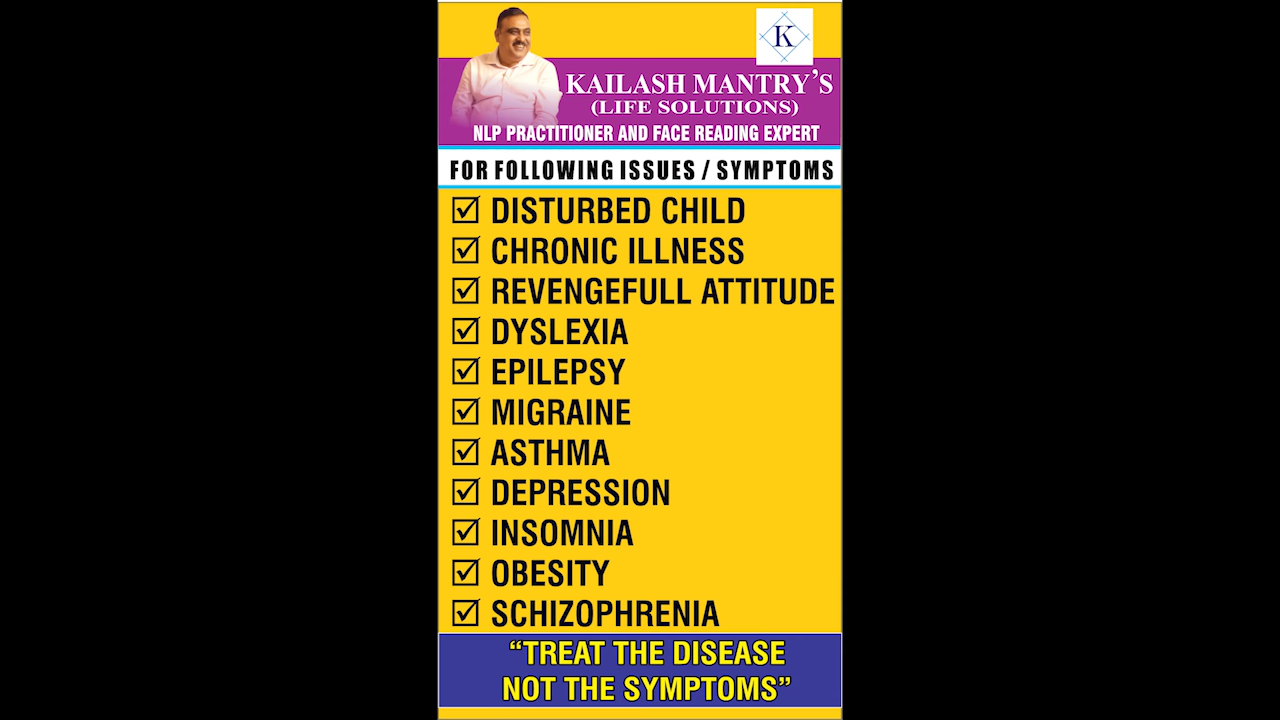 K
KAILASH MANTRY'S
(LIFE SOLUTIONS)
NLP PRACTITIONER AND FACE READING EXPERT
FOR FOLLOWING ISSUES / SYMPTOMS
DISTURBED CHILD
CHRONIC ILLNESS
REVENGEFULL ATTITUDE
DYSLEXIA
EPILEPSY
MIGRAINE
ASTHMA
DEPRESSION
INSOMNIA
OBESITY
SCHIZOPHRENIA
“TREAT THE DISEASE
NOT THE SYMPTOMS”